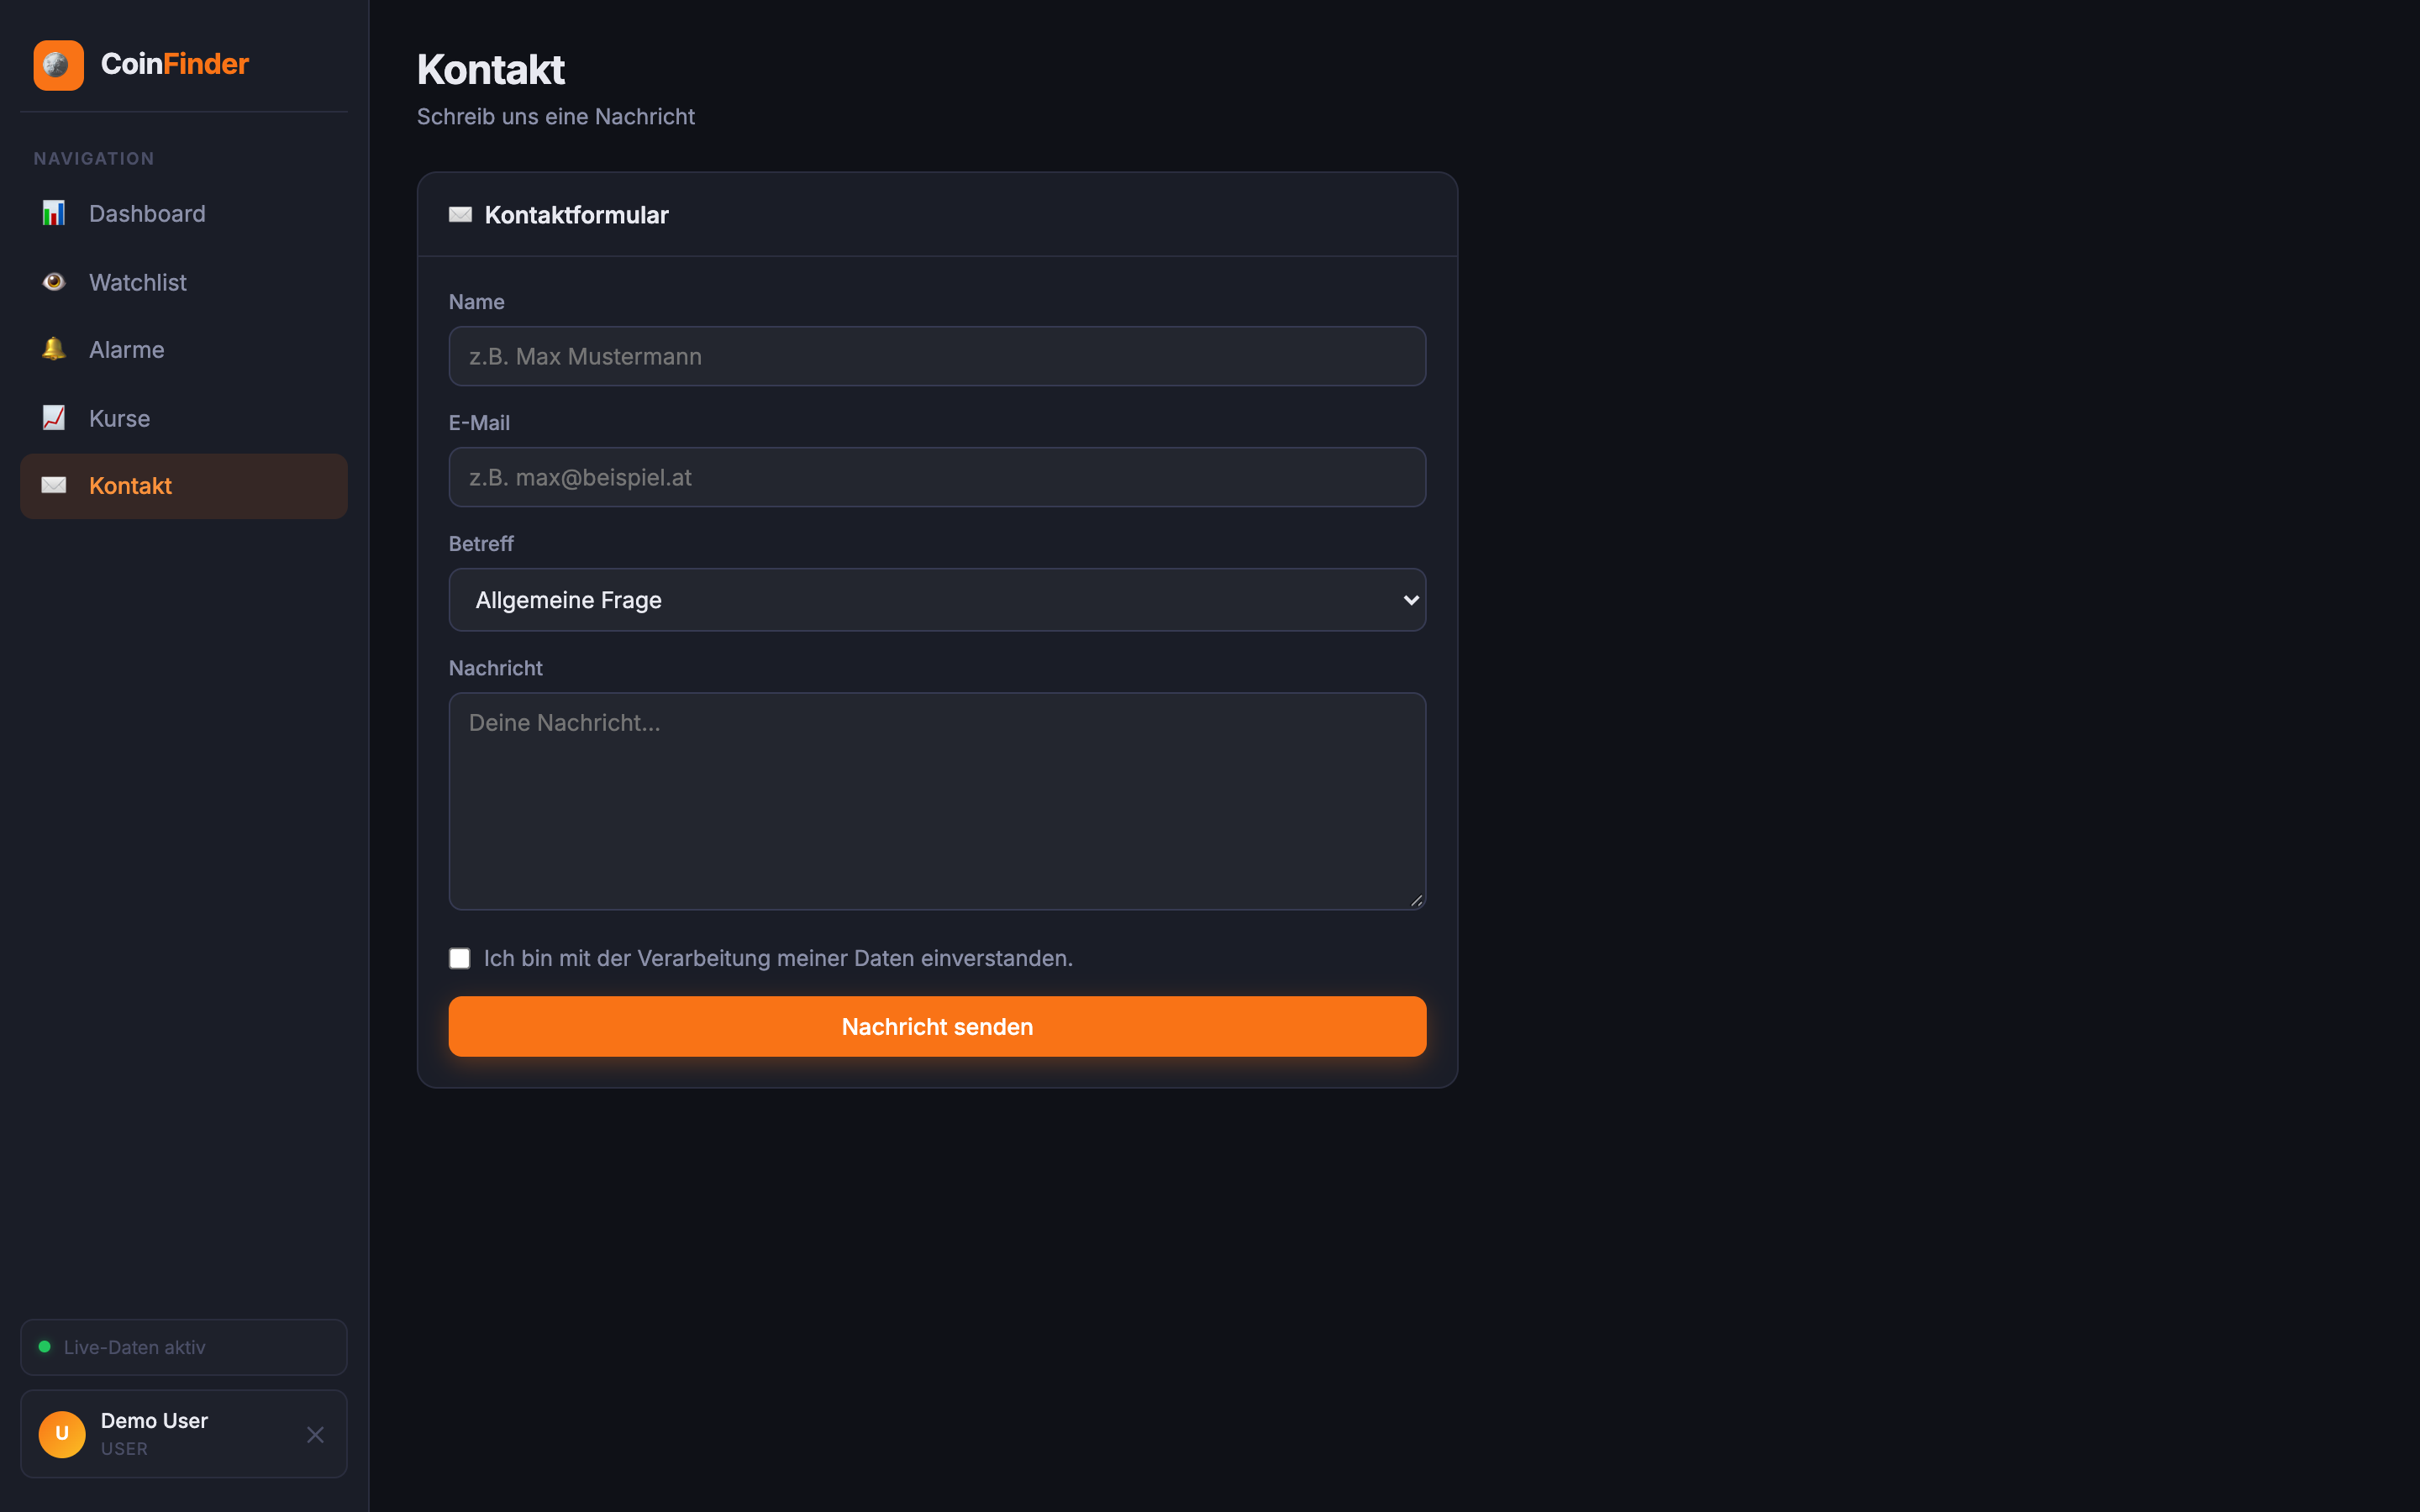 CoinFinder
NAVIGATION
Dashboard
Watchlist
Alarme
Kurse
Kontakt
Live-Daten aktiv
U
Demo User
USER
Kontakt
Schreib uns eine Nachricht
Kontaktformular
Name
z.B. Max Mustermann
E-Mail
z.B. max@beispiel.at
Betreff
Allgemeine Frage
Nachricht
Deine Nachricht...
Ich bin mit der Verarbeitung meiner Daten einverstanden.
Nachricht senden